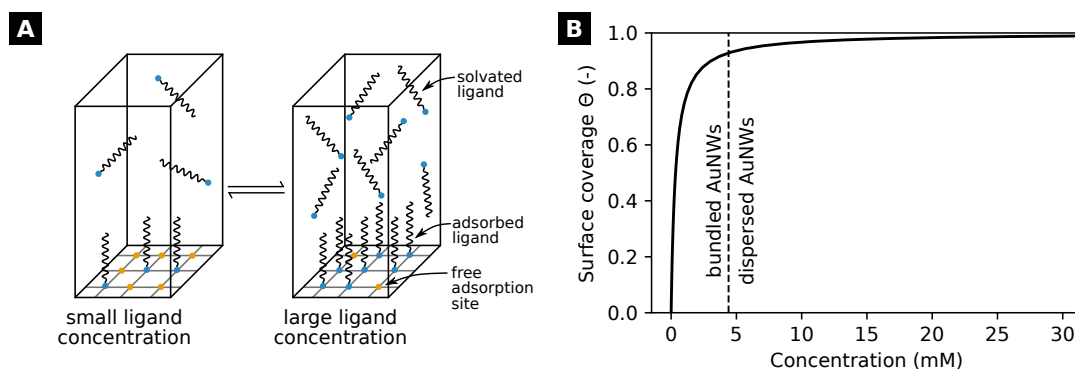 A
solvated
ligand
adsorbed
ligand
free
adsorption
site
small ligand
concentration
large ligand
concentration
B
Surface coverage Θ (-)
1.0
0.8
0.6
0.4
0.2
0.0
bundled AuNWs
dispersed AuNWs
0 5 10 15 20 25 30
Concentration (mM)